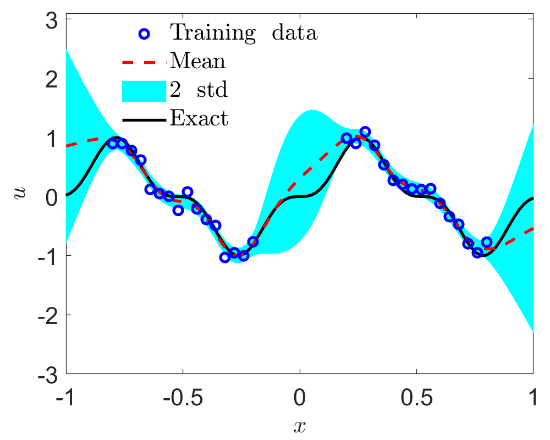 3
2
1
0
-1
-2
-3
u
Training data
Mean
2 std
Exact
-1
-0.5
0
0.5
1
x